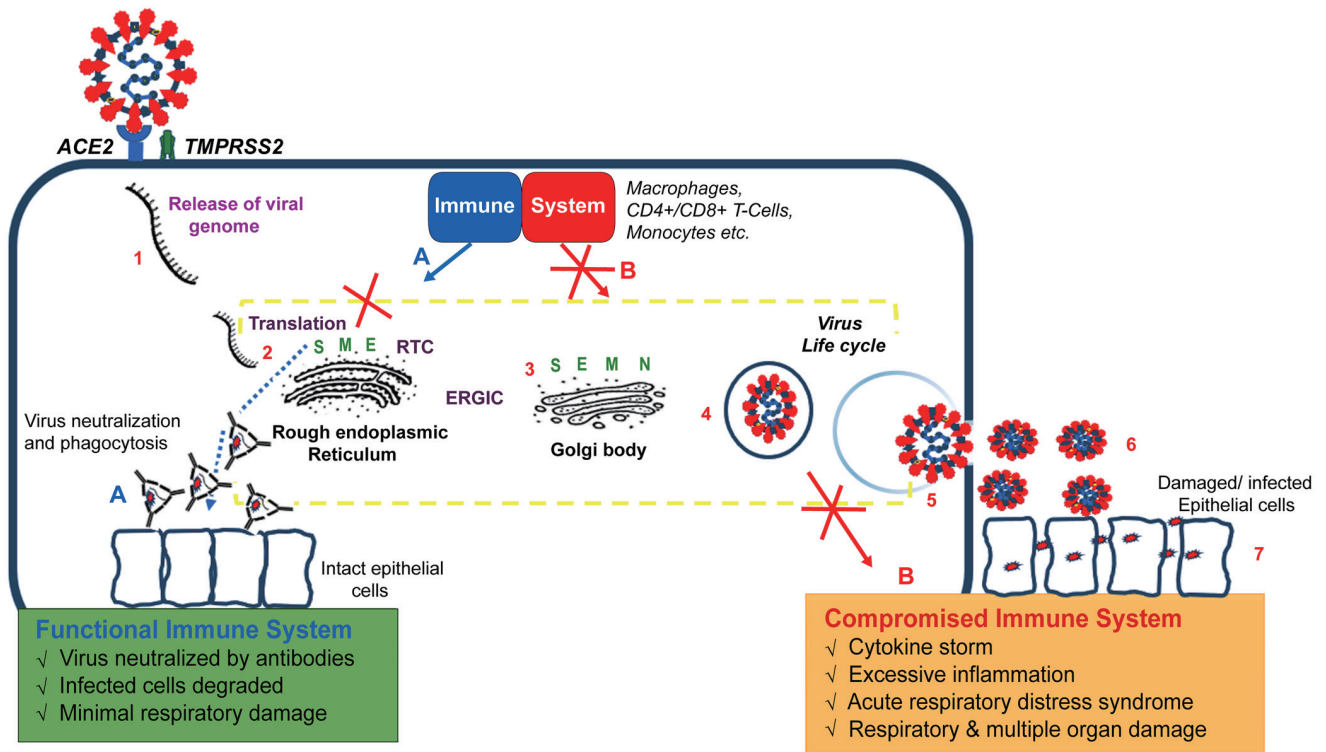 ACE2
TMPRSS2
Release of viral
genome
1
Immune
System
Macrophages,
CD4+/CD8+ T-Cells,
Monocytes etc.
A
B
Translation
2
S M E
RTC
Rough endoplasmic
Reticulum
ERGIC
3
S E M N
Golgi body
Virus
Life cycle
4
5
6
Damaged/ infected
Epithelial cells
7
Virus neutralization
and phagocytosis
A
Intact epithelial
cells
B
Functional Immune System
√ Virus neutralized by antibodies
√ Infected cells degraded
√ Minimal respiratory damage
Compromised Immune System
√ Cytokine storm
√ Excessive inflammation
√ Acute respiratory distress syndrome
√ Respiratory & multiple organ damage